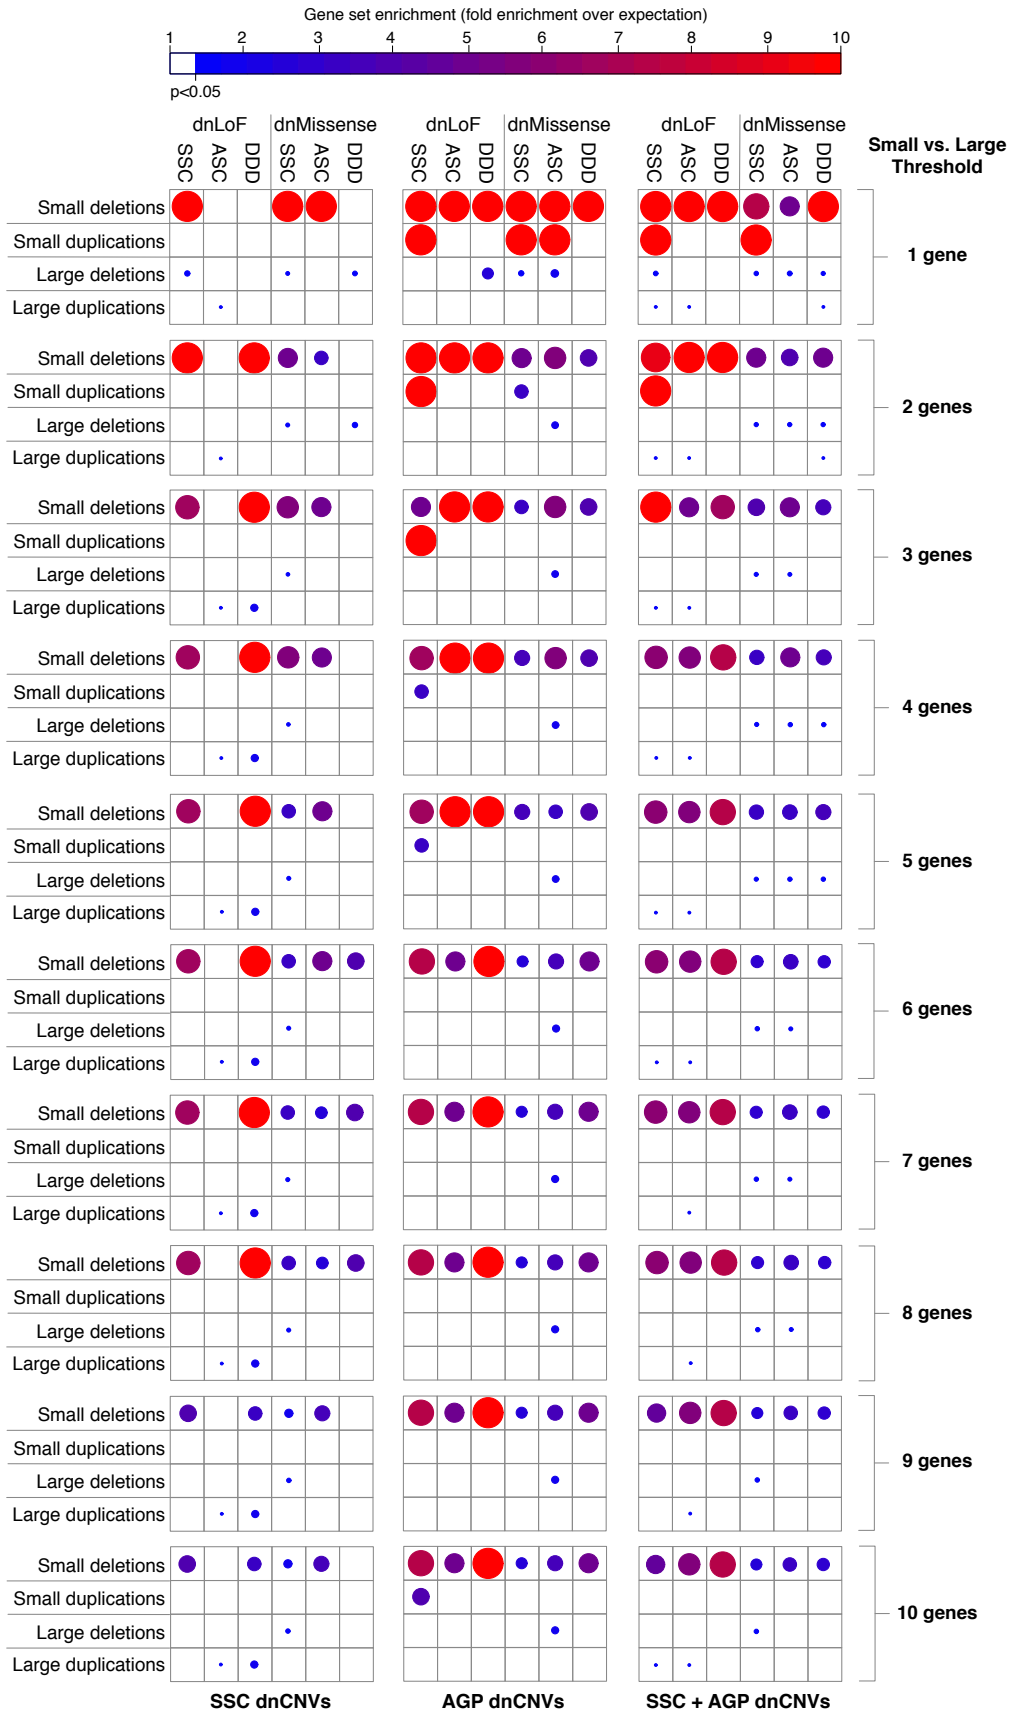 Gene set enrichment (fold enrichment over expectation)
1 2 3 4 5 6 7 8 9 10
p<0.05
dnLoF dnMissense dnLoF dnMissense dnLoF dnMissense
SSC ASC DDD SSC ASC DDD SSC ASC DDD SSC ASC DDD SSC ASC DDD SSC ASC DDD
Small vs. Large
Threshold
Small deletions
Small duplications
Large deletions
Large duplications
1 gene
Small deletions
Small duplications
Large deletions
Large duplications
2 genes
Small deletions
Small duplications
Large deletions
Large duplications
3 genes
Small deletions
Small duplications
Large deletions
Large duplications
4 genes
Small deletions
Small duplications
Large deletions
Large duplications
5 genes
Small deletions
Small duplications
Large deletions
Large duplications
6 genes
Small deletions
Small duplications
Large deletions
Large duplications
7 genes
Small deletions
Small duplications
Large deletions
Large duplications
8 genes
Small deletions
Small duplications
Large deletions
Large duplications
9 genes
Small deletions
Small duplications
Large deletions
Large duplications
10 genes
SSC dnCNVs AGP dnCNVs SSC + AGP dnCNVs